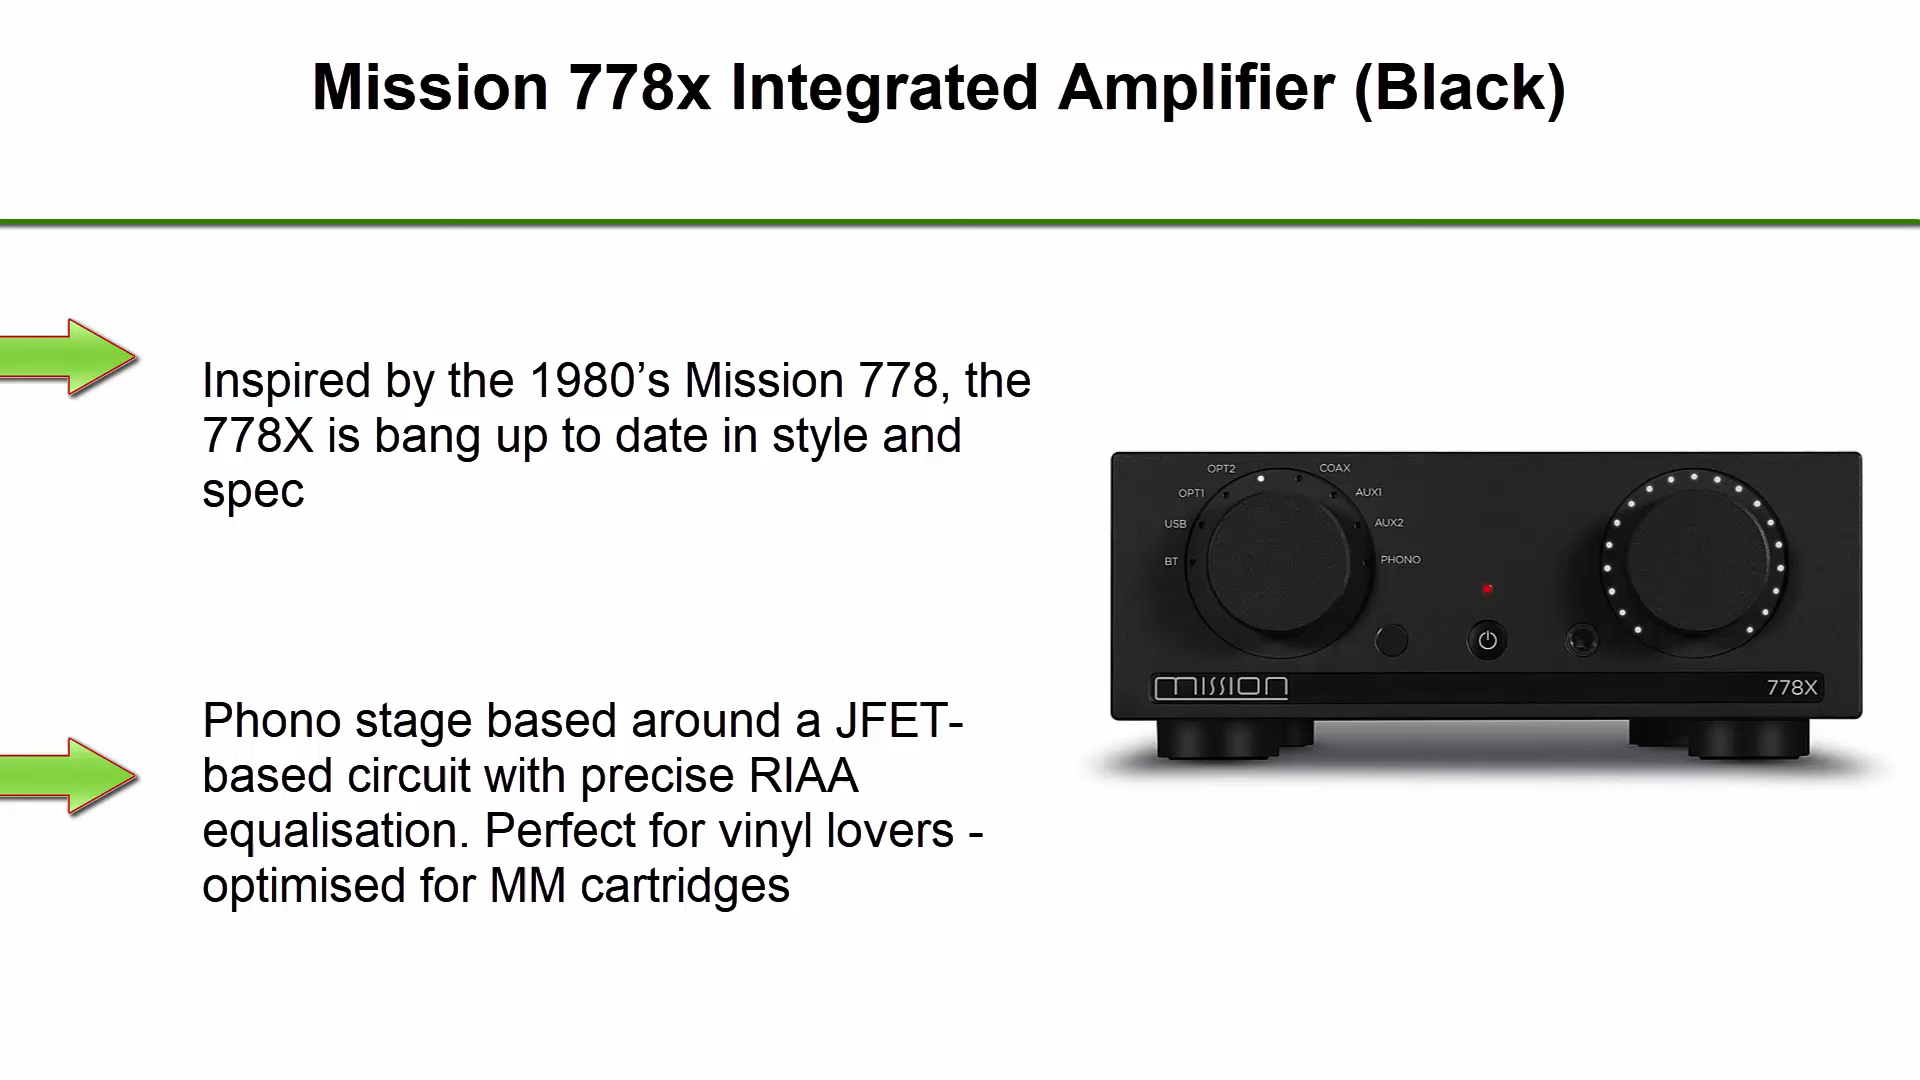 Mission 778x Integrated Amplifier (Black)
Inspired by the 1980’s Mission 778, the
778X is bang up to date in style and
spec
Phono stage based around a JFET-
based circuit with precise RIAA
equalisation. Perfect for vinyl lovers -
optimised for MM cartridges
OPT2
COAX
OPT1
AUX1
USB
AUX2
BT
PHONO
mission
778X